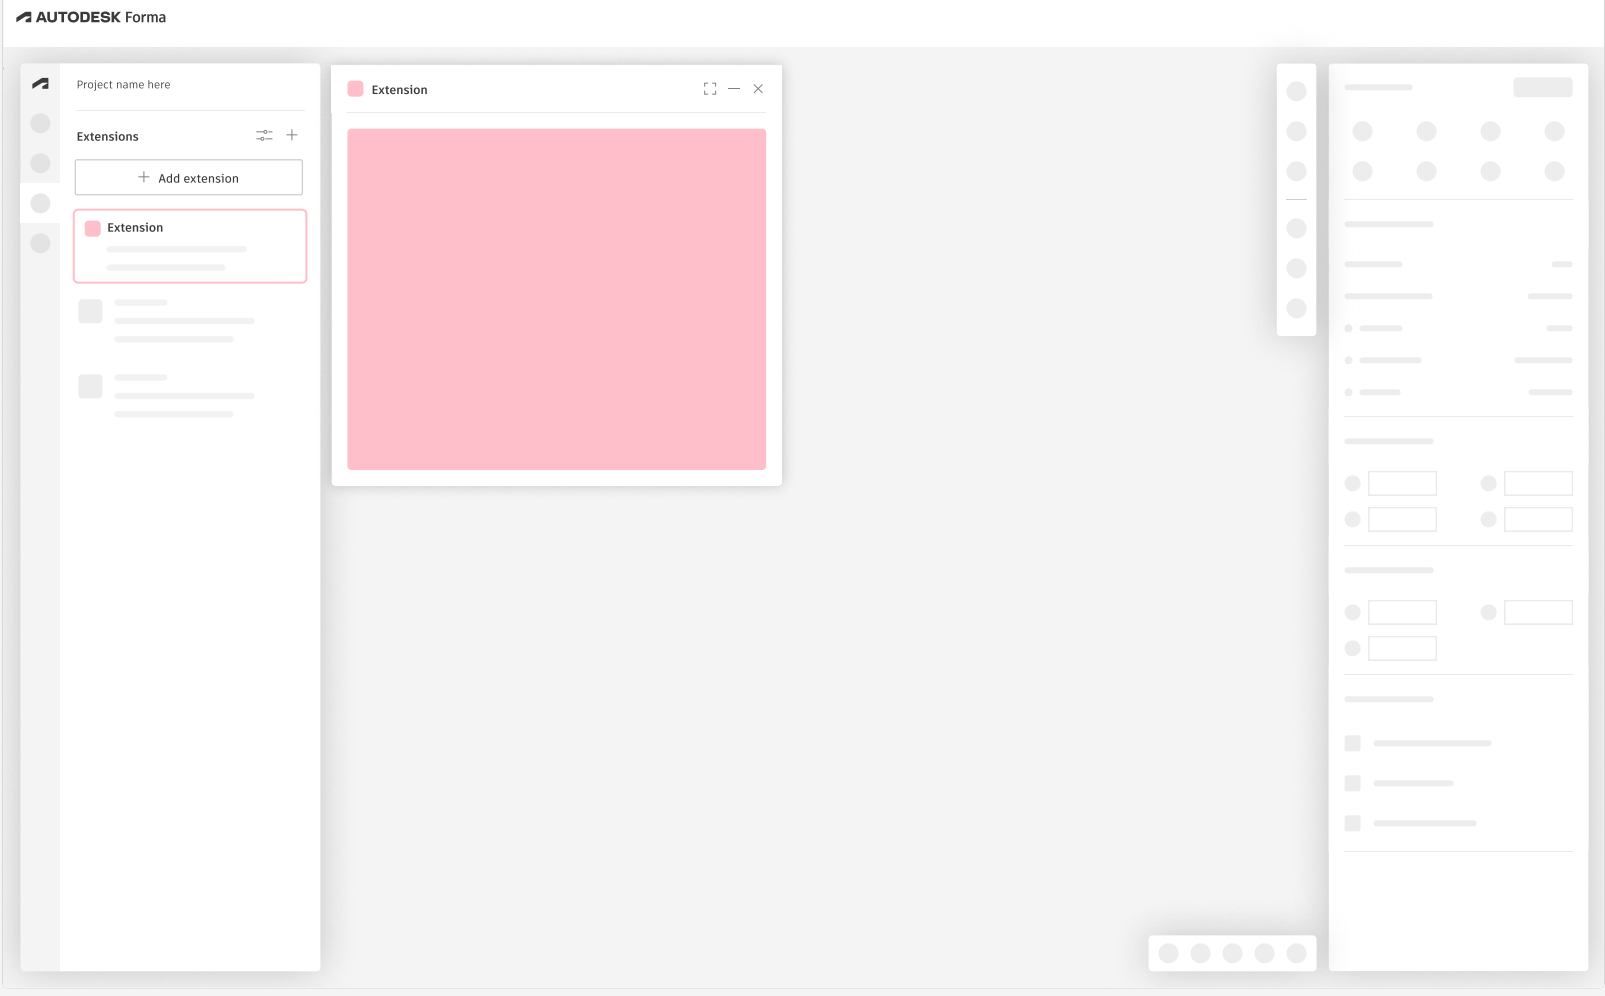 AUTODESK Forma
Project name here
Extensions
Add extension
Extension
Extension